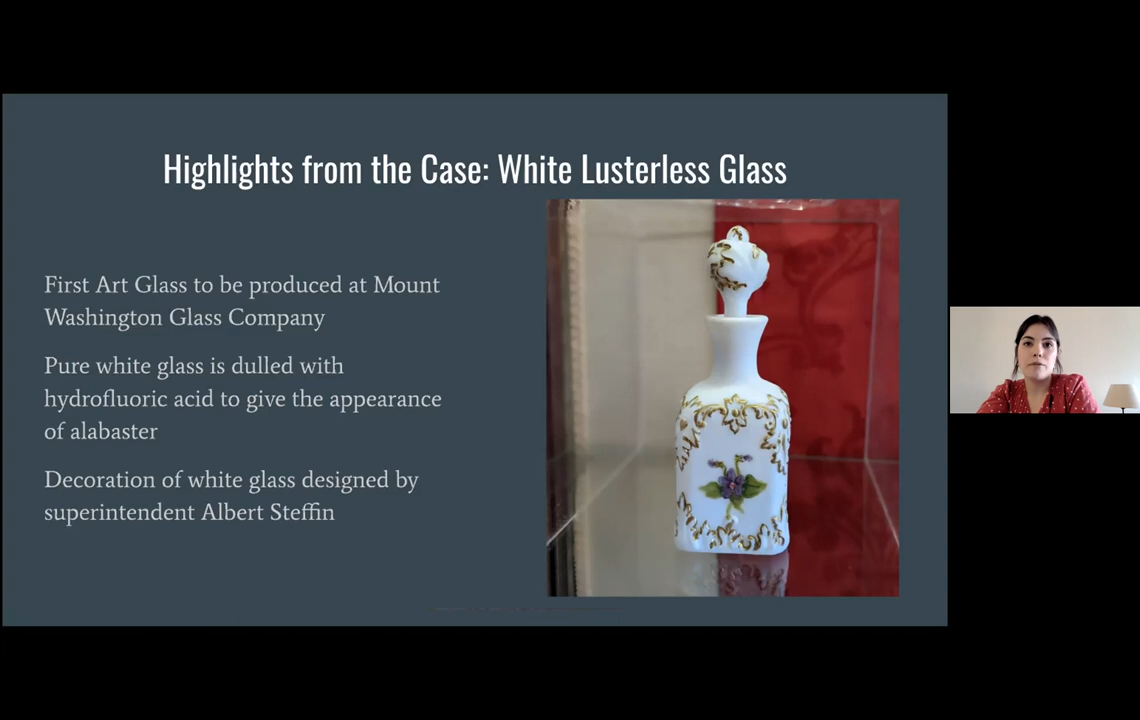 Highlights from the Case: White Lusterless Glass
First Art Glass to be produced at Mount
Washington Glass Company
Pure white glass is dulled with
hydrofluoric acid to give the appearance
of alabaster
Decoration of white glass designed by
superintendent Albert Steffin